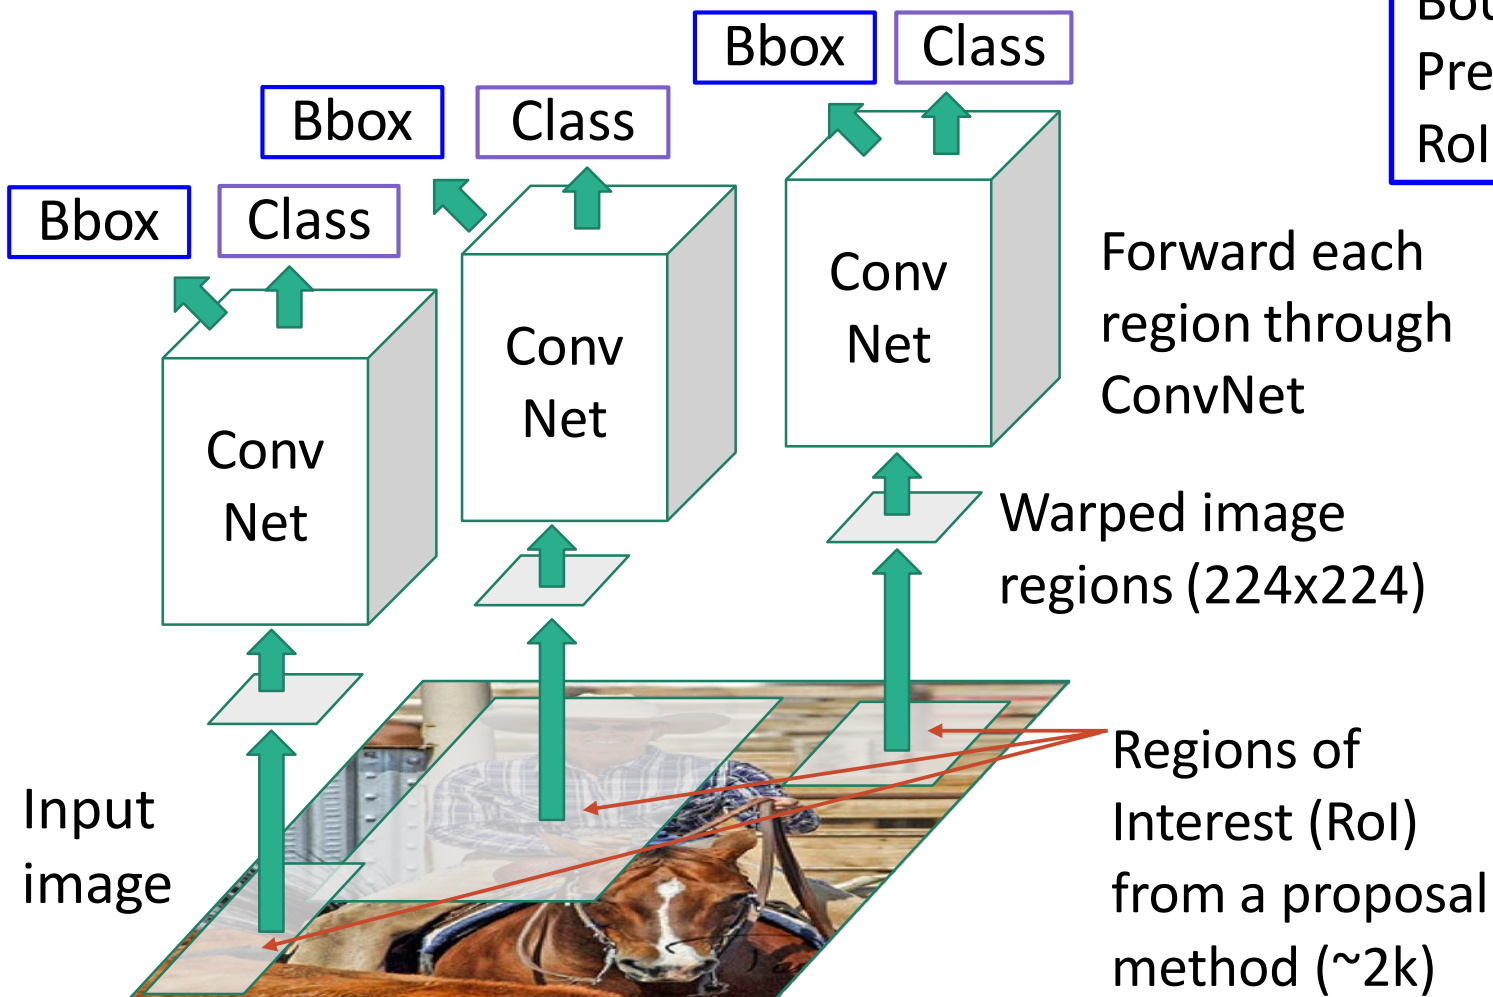 Bbox
Class
Pre
RoI
Bbox
Class
Bbox
Class
Conv
Net
Conv
Net
Conv
Net
Forward each
region through
ConvNet
Warped image
regions (224x224)
Input
image
Regions of
Interest (RoI)
from a proposal
method (~2k)